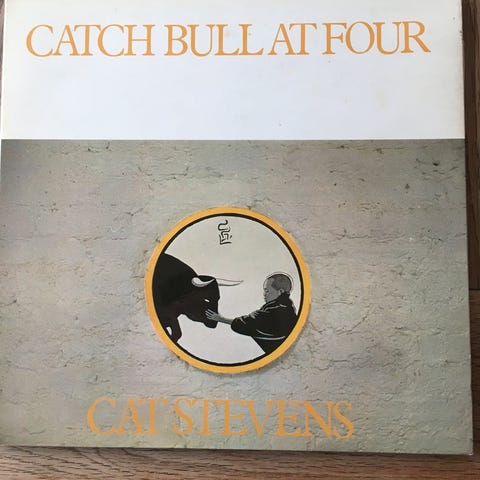 CATCH BULL AT FOUR
CAT STEVENS